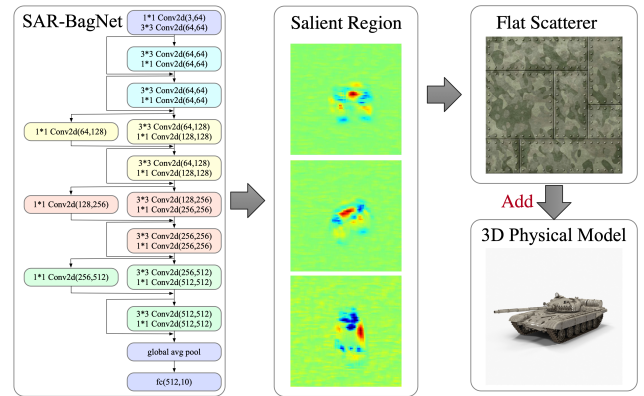 SAR-BagNet
1*1 Conv2d(3,64)
3*3 Conv2d(64,64)
3*3 Conv2d(64,64)
1*1 Conv2d(64,64)
3*3 Conv2d(64,64)
1*1 Conv2d(64,64)
1*1 Conv2d(64,128)
3*3 Conv2d(64,128)
1*1 Conv2d(128,128)
3*3 Conv2d(64,128)
1*1 Conv2d(128,128)
1*1 Conv2d(128,256)
3*3 Conv2d(128,256)
1*1 Conv2d(256,256)
3*3 Conv2d(256,256)
1*1 Conv2d(256,256)
1*1 Conv2d(256,512)
3*3 Conv2d(256,512)
1*1 Conv2d(512,512)
3*3 Conv2d(512,512)
1*1 Conv2d(512,512)
global avg pool
fc(512,10)
Salient Region
Flat Scatterer
Add
3D Physical Model